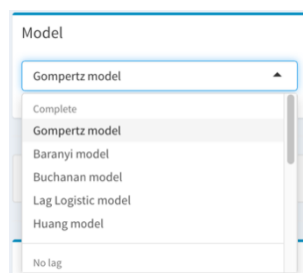 Model
Gompertz model
Complete
Gompertz model
Baranyi model
Buchanan model
Lag Logistic model
Huang model
No lag